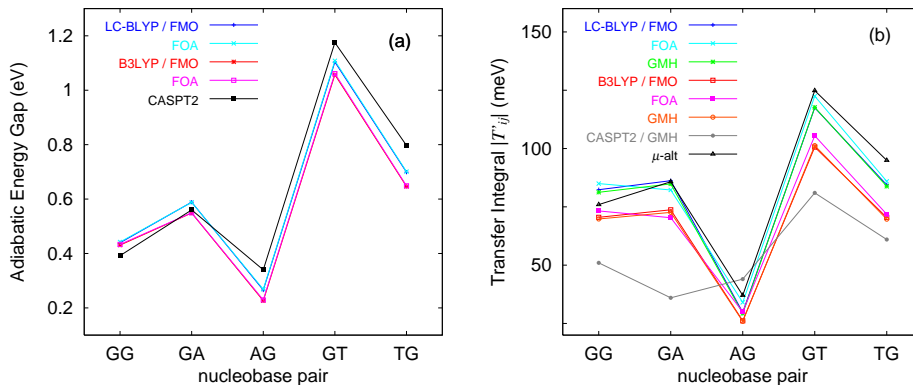 LC-BLYP / FMO
FOA
B3LYP / FMO
FOA
CASPT2
(a)
Adiabatic Energy Gap (eV)
1.2
1
0.8
0.6
0.4
0.2
GG GA AG GT TG
nucleobase pair
LC-BLYP / FMO
FOA
GMH
B3LYP / FMO
FOA
GMH
CASPT2 / GMH
μ-alt
(b)
Transfer Integral |T'ij| (meV)
150
100
50
GG GA AG GT TG
nucleobase pair